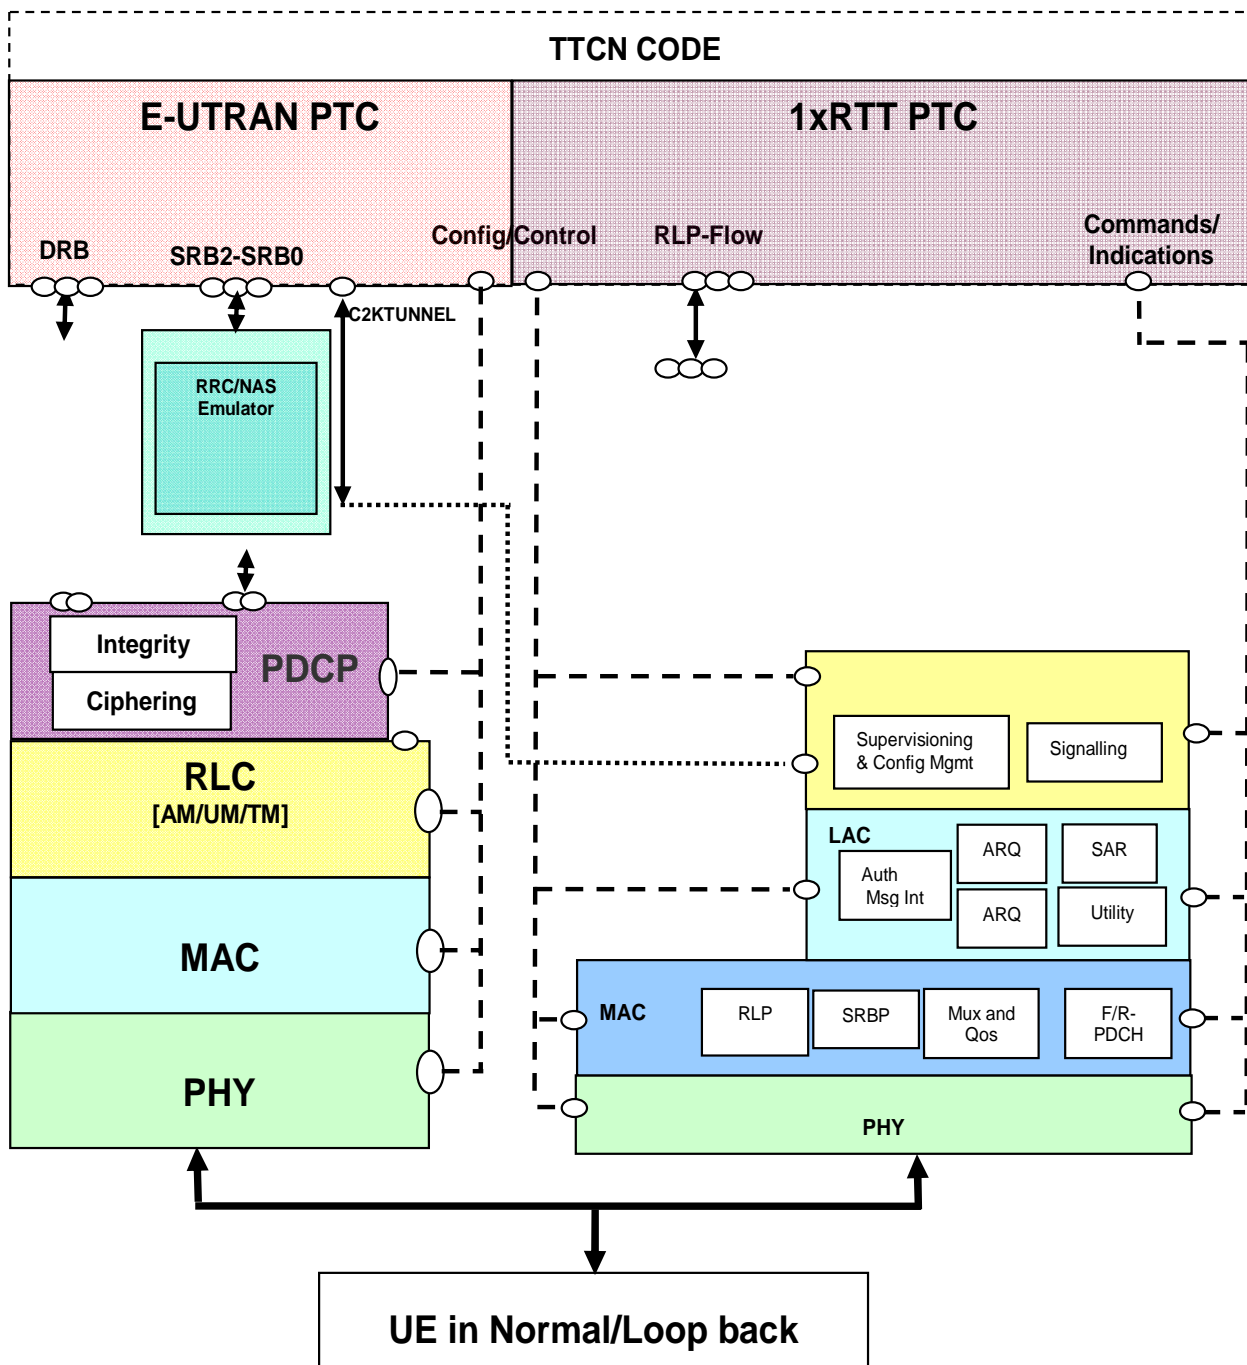 TTCN CODE
E-UTRAN PTC
1xRTT PTC
DRB
SRB2-SRB0
Config/Control
RLP-Flow
Commands/
Indications
C2KTUNNEL
RRC/NAS
Emulator
Integrity
Ciphering
PDCP
RLC
[AM/UM/TM]
MAC
PHY
Supervisioning
& Config Mgmt
Signalling
LAC
Auth
Msg Int
ARQ
SAR
ARQ
Utility
MAC
RLP
SRBP
Mux and
Qos
F/R-
PDCH
PHY
UE in Normal/Loop back